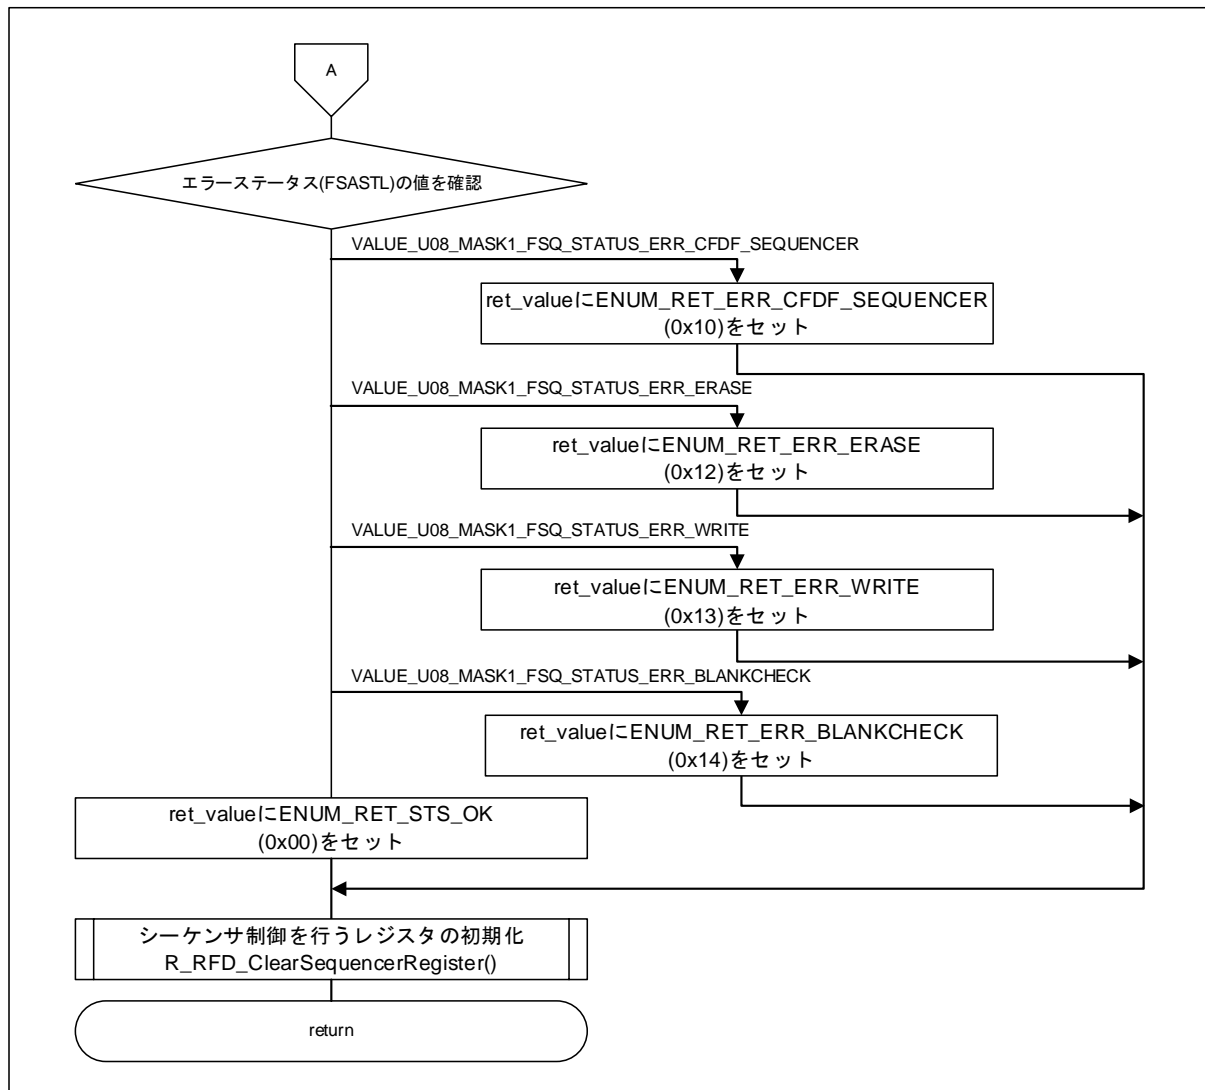 A
エラーステータス(FSASTL)の値を確認
VALUE_U08_MASK1_FSQ_STATUS_ERR_CFDF_SEQUENCER
ret_valueにENUM_RET_ERR_CFDF_SEQUENCER
(0x10)をセット
VALUE_U08_MASK1_FSQ_STATUS_ERR_ERASE
ret_valueにENUM_RET_ERR_ERASE
(0x12)をセット
VALUE_U08_MASK1_FSQ_STATUS_ERR_WRITE
ret_valueにENUM_RET_ERR_WRITE
(0x13)をセット
VALUE_U08_MASK1_FSQ_STATUS_ERR_BLANKCHECK
ret_valueにENUM_RET_ERR_BLANKCHECK
(0x14)をセット
ret_valueにENUM_RET_STS_OK
(0x00)をセット
シーケンサ制御を行うレジスタの初期化
R_RFD_ClearSequencerRegister()
return